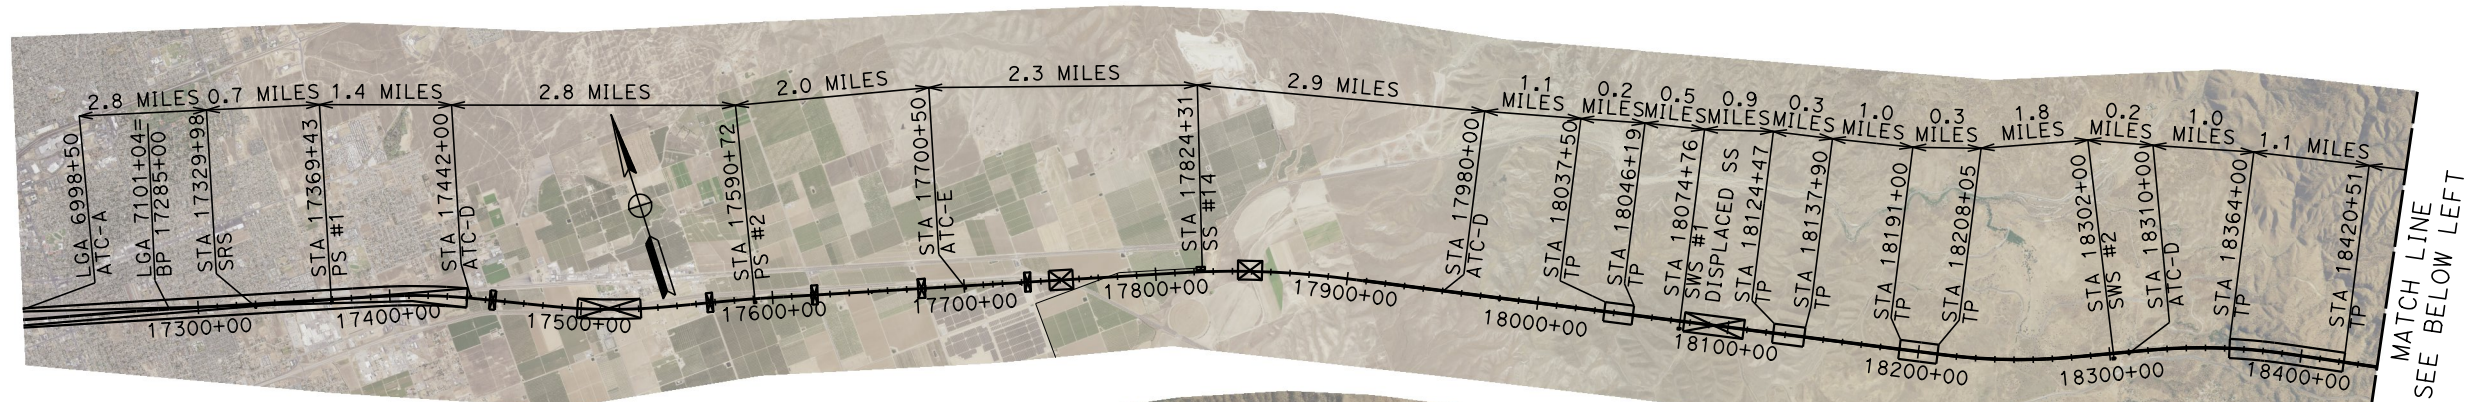 2.8 MILES
0.7 MILES
1.4 MILES
2.8 MILES
2.0 MILES
2.3 MILES
2.9 MILES
1.1
MILES
0.2
MILES
0.5
MILES
0.9
MILES
0.3
MILES
1.0
MILES
0.3
MILES
1.8
MILES
0.2
MILES
1.0
MILES
1.1 MILES
LGA 6998+50
ATC-A
LGA 7101+04=
BP 17285+00
STA 17329+98
SRS
STA 17369+43
PS #1
STA 17442+00
ATC-D
STA 17590+72
PS #2
STA 17700+50
ATC-E
STA 17824+31
SS #14
STA 17980+00
ATC-D
STA 18037+50
TP
STA 18046+19
TP
STA 18074+76
SWS #1
DISPLACED SS
STA 18124+47
TP
STA 18137+90
TP
STA 18191+00
TP
STA 18208+05
TP
STA 18302+00
SWS #2
STA 18310+00
ATC-D
STA 18364+00
TP
STA 18420+51
TP
17300+00
17400+00
17500+00
17600+00
17700+00
17800+00
17900+00
18000+00
18100+00
18200+00
18300+00
18400+00
MATCH LINE
SEE BELOW LEFT